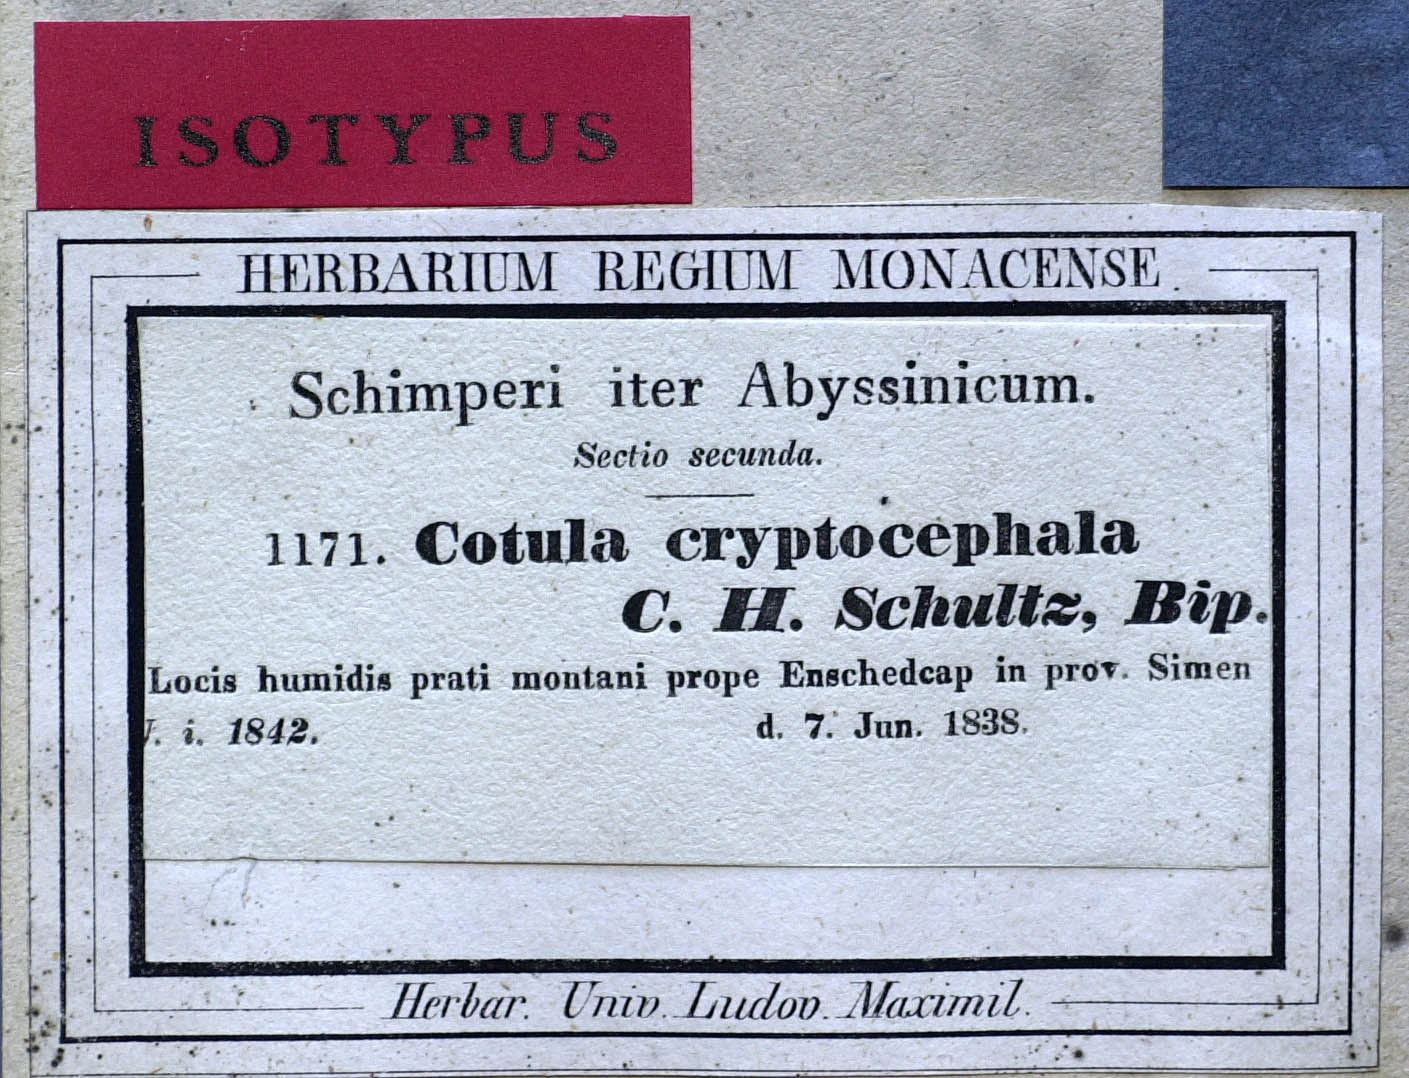 ISOTYPUS
HERBARIUM REGIUM MONACENSE.
Schimperi iter Abyssinicum.
Sectio secunda.
1171. Cotula cryptocephala
C. H. Schultz, Bip.
Locis humidis prati montani prope Enschedcap in prov. Simen
i. 1842. d. 7. Jun. 1838.
Herbar. Univ. Ludov. Maximil.